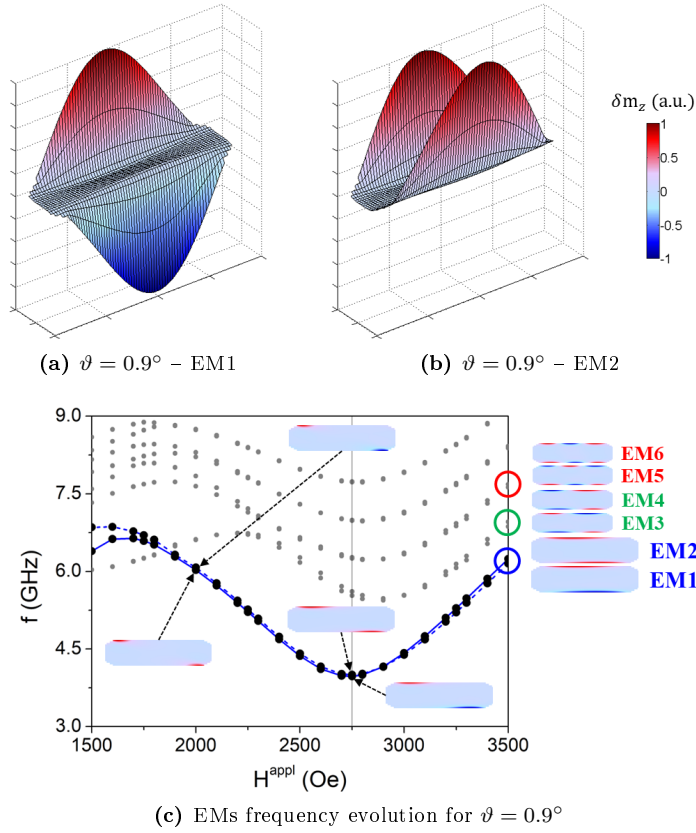 δm_z (a.u.)
1
0.5
0
-0.5
-1
(a) ϑ = 0.9° – EM1
(b) ϑ = 0.9° – EM2
9.0
7.5
6.0
4.5
3.0
f (GHz)
1500
2000
2500
3000
3500
H^appl (Oe)
EM6
EM5
EM4
EM3
EM2
EM1
(c) EMs frequency evolution for ϑ = 0.9°